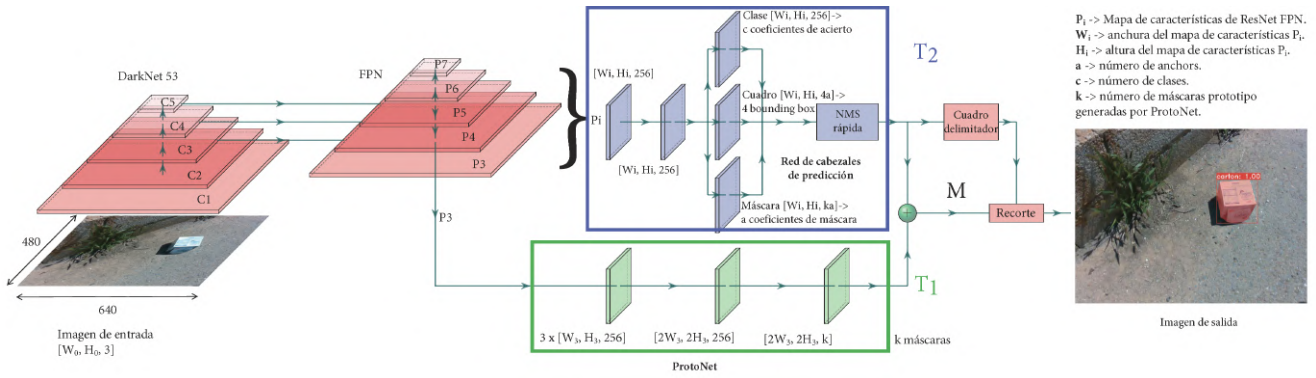 DarkNet 53
C5
C4
C3
C2
C1
480
640
Imagen de entrada
[W₀, H₀, 3]
FPN
P7
P6
P5
P4
P3
P3
Pi
[Wi, Hi, 256]
[Wi, Hi, 256]
Clase [Wi, Hi, 256]->
c coeficientes de acierto
Cuadro [Wi, Hi, 4a]->
4 bounding box
Máscara [Wi, Hi, ka]->
a coeficientes de máscara
NMS
rápida
Red de cabezales
de predicción
T2
3 x [W₃, H₃, 256]
[2W₃, 2H₃, 256]
[2W₃, 2H₃, k]
k máscaras
ProtoNet
T1
Cuadro
delimitador
M
Recorte
Pᵢ -> Mapa de características de ResNet FPN.
Wᵢ -> anchura del mapa de características Pᵢ.
Hᵢ -> altura del mapa de características Pᵢ.
a -> número de anchors.
c -> número de clases.
k -> número de máscaras prototipo
generadas por ProtoNet.
carton: 1.00
Imagen de salida